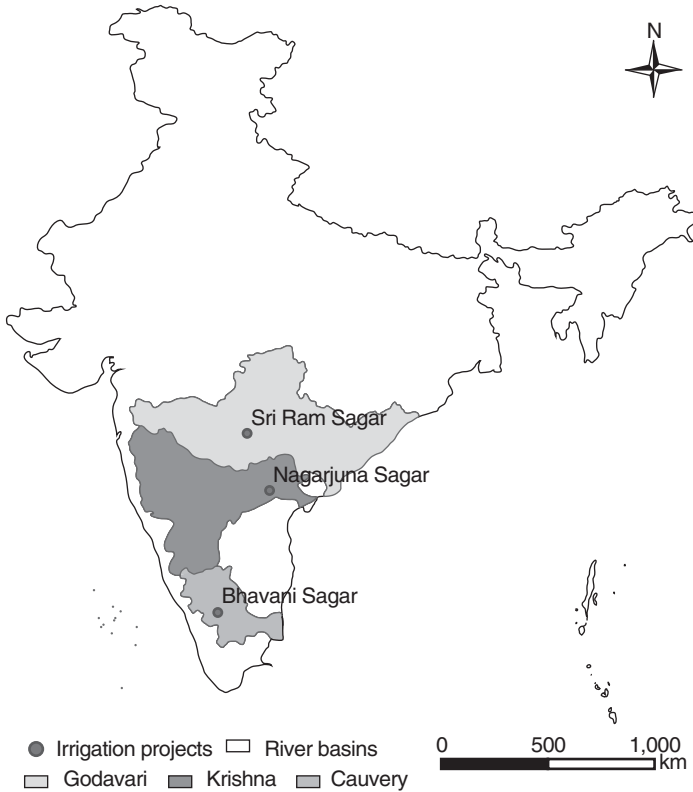 N
Sri Ram Sagar
Nagarjuna Sagar
Bhavani Sagar
Irrigation projects River basins
Godavari Krishna Cauvery
0 500 1,000
km